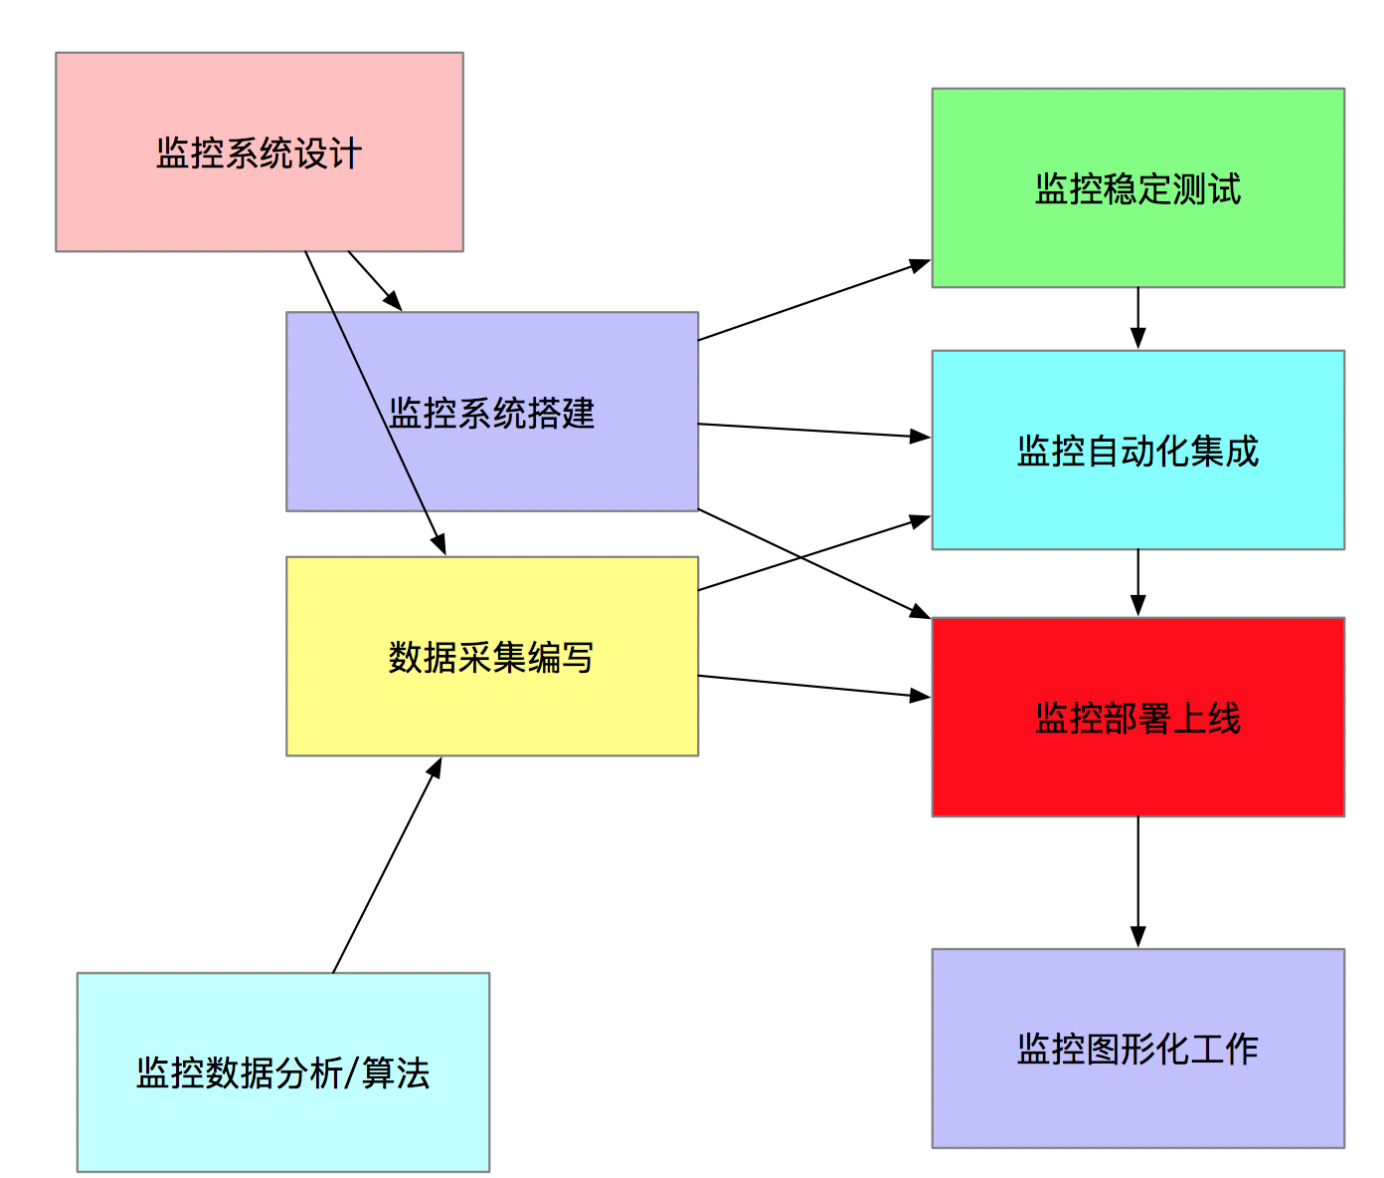 监控系统设计
监控稳定测试
监控系统搭建
监控自动化集成
数据采集编写
监控部署上线
监控图形化工作
监控数据分析/算法